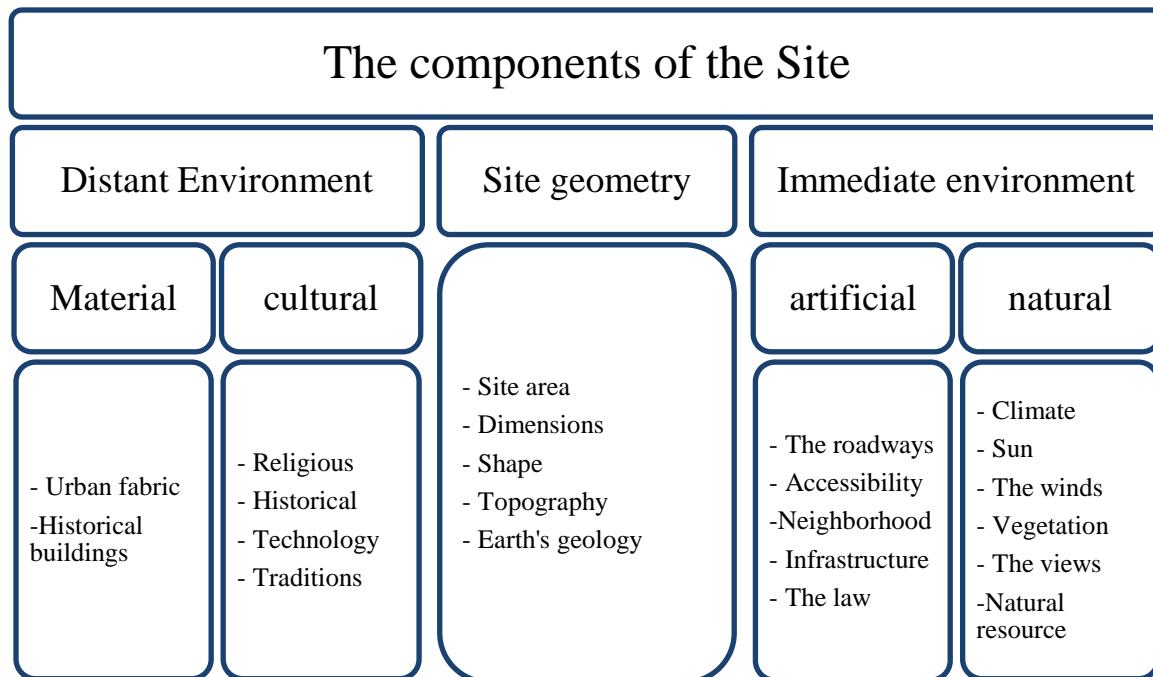 The components of the Site
Distant Environment
Site geometry
Immediate environment
Material
cultural
artificial
natural
- Urban fabric
-Historical
buildings
- Religious
- Historical
- Technology
- Traditions
- Site area
- Dimensions
- Shape
- Topography
- Earth's geology
- The roadways
- Accessibility
-Neighborhood
- Infrastructure
- The law
- Climate
- Sun
- The winds
- Vegetation
- The views
-Natural
resource